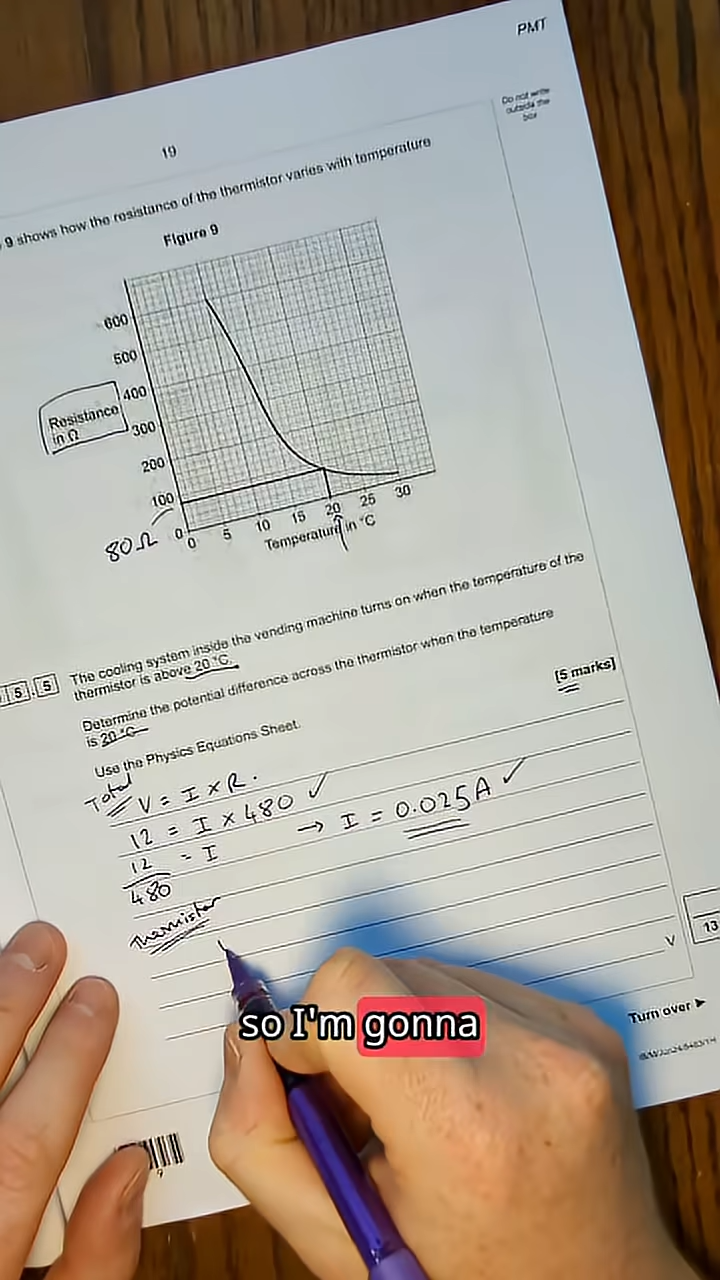 PMT
Do not write
outside the
box
19
9 shows how the resistance of the thermistor varies with temperature
Figure 9
600
500
400
300
200
100
0
Resistance
in Ω
80Ω
0 5 10 15 20 25 30
Temperature in °C
5 . 5 The cooling system inside the vending machine turns on when the temperature of the
thermistor is above 20 °C.
Determine the potential difference across the thermistor when the temperature
is 20 °C
[5 marks]
Use the Physics Equations Sheet.
Total
V = I × R.
12 = I × 480 ✓
→ I = 0.025A ✓
12
480
= I
Thermistor
V
13
so I'm gonna
Turn over ►
9